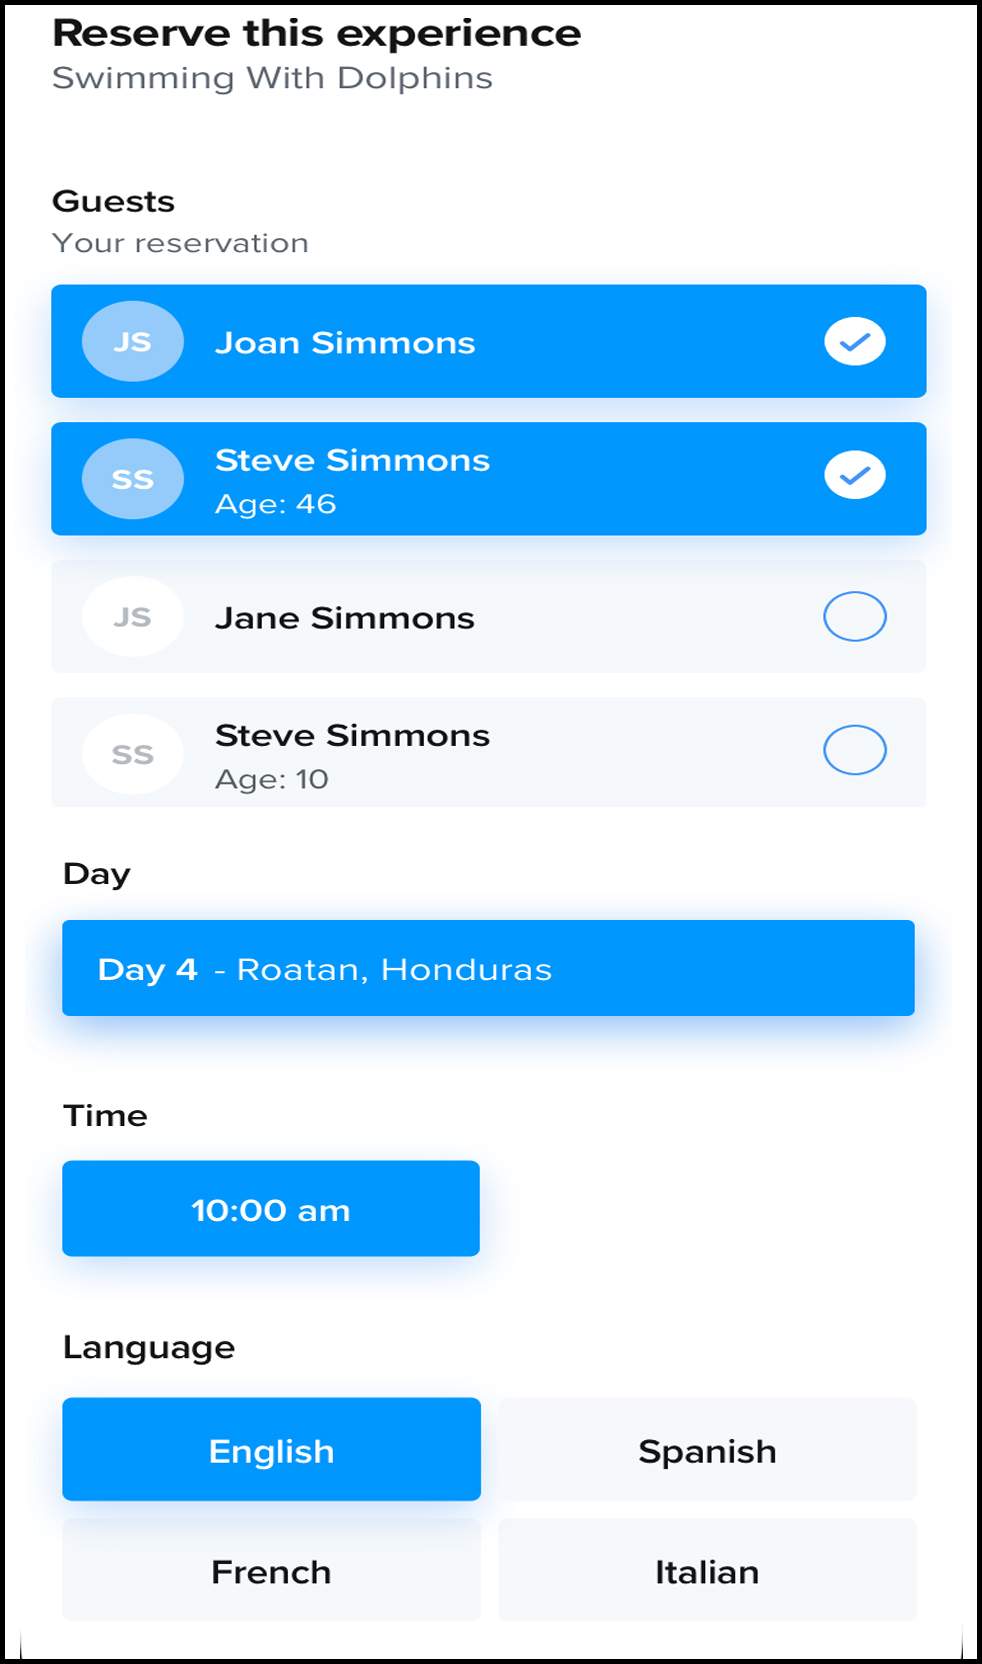 Reserve this experience
Swimming With Dolphins
Guests
Your reservation
JS Joan Simmons
SS Steve Simmons
Age: 46
JS Jane Simmons
SS Steve Simmons
Age: 10
Day
Day 4 - Roatan, Honduras
Time
10:00 am
Language
English Spanish
French Italian